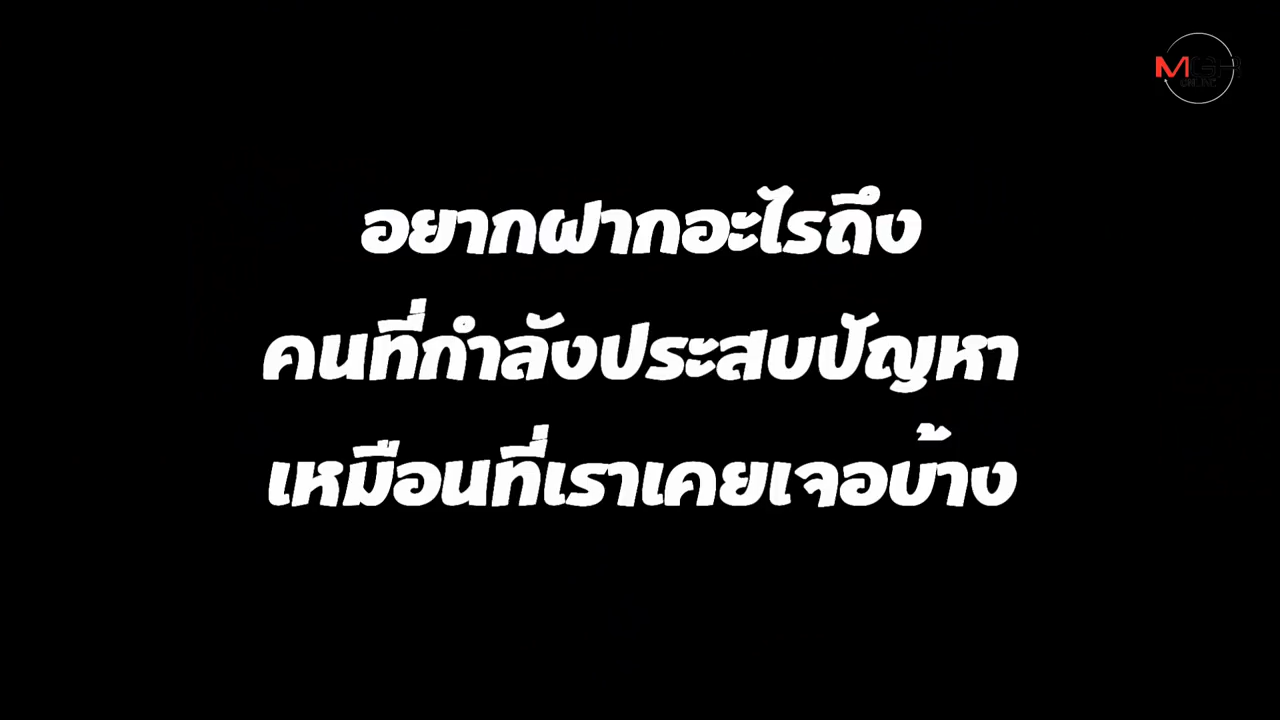 MGR
ONLINE
อยากฝากอะไรถึง
คนที่กำลังประสบปัญหา
เหมือนที่เราเคยเจอบ้าง